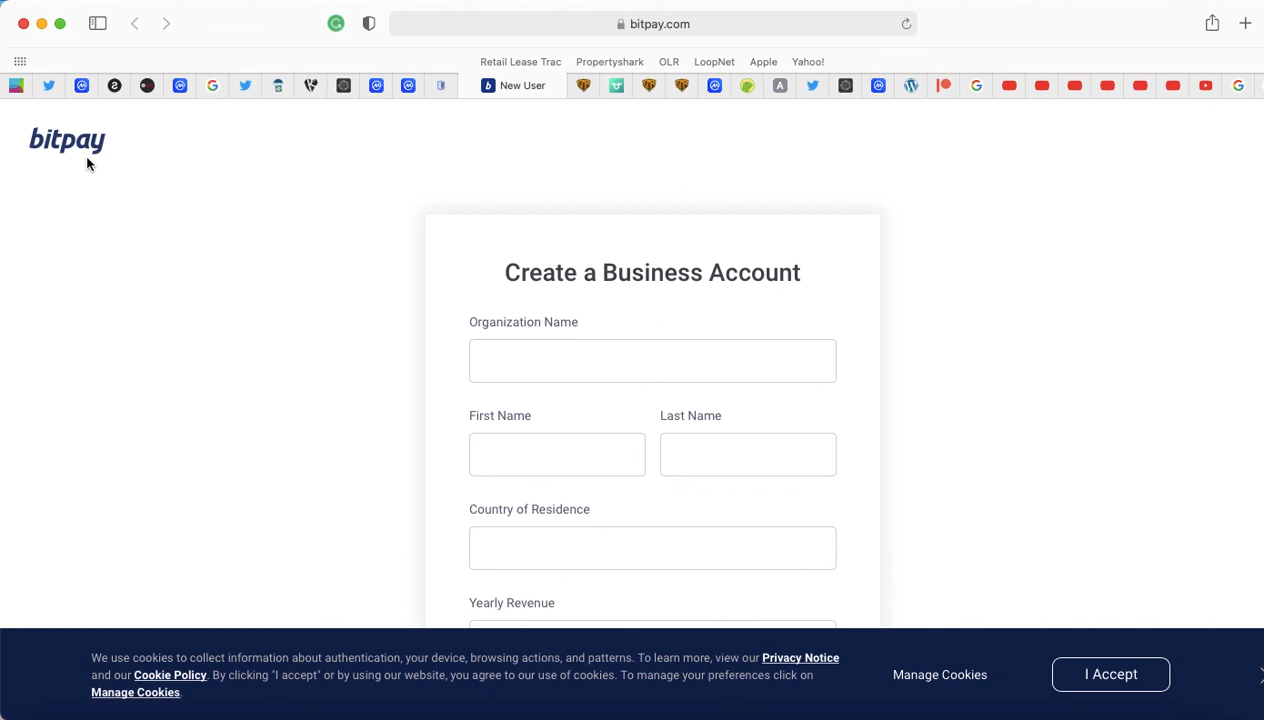 bitpay.com
Retail Lease Trac Propertyshark OLR LoopNet Apple Yahoo!
New User
bitpay
Create a Business Account
Organization Name
First Name Last Name
Country of Residence
Yearly Revenue
We use cookies to collect information about authentication, your device, browsing actions, and patterns. To learn more, view our Privacy Notice
and our Cookie Policy. By clicking "I accept" or by using our website, you agree to our use of cookies. To manage your preferences click on
Manage Cookies.
Manage Cookies I Accept